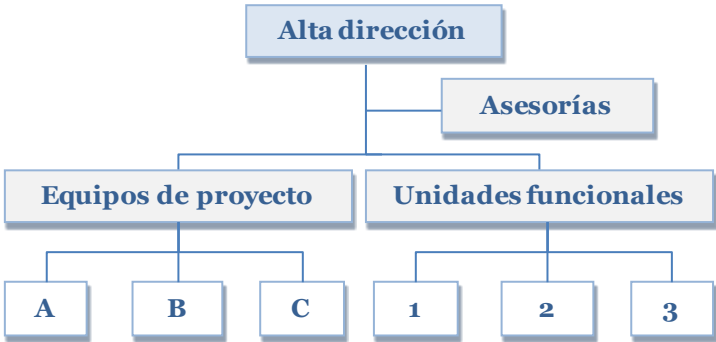 Alta dirección
Asesorías
Equipos de proyecto
Unidades funcionales
A
B
C
1
2
3